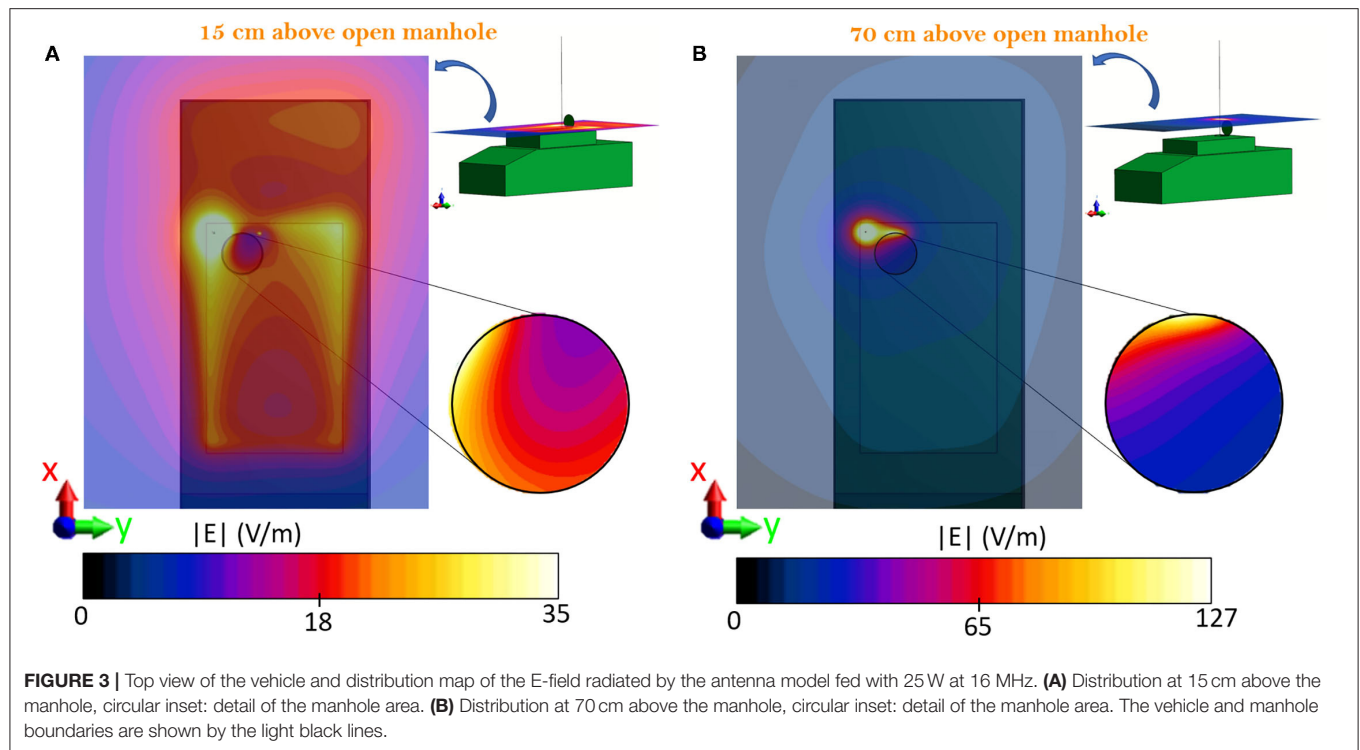 15 cm above open manhole
70 cm above open manhole
A
B
x
y
x
y
|E| (V/m)
0
18
35
|E| (V/m)
0
65
127
FIGURE 3 | Top view of the vehicle and distribution map of the E-field radiated by the antenna model fed with 25 W at 16 MHz. (A) Distribution at 15 cm above the
manhole, circular inset: detail of the manhole area. (B) Distribution at 70 cm above the manhole, circular inset: detail of the manhole area. The vehicle and manhole
boundaries are shown by the light black lines.